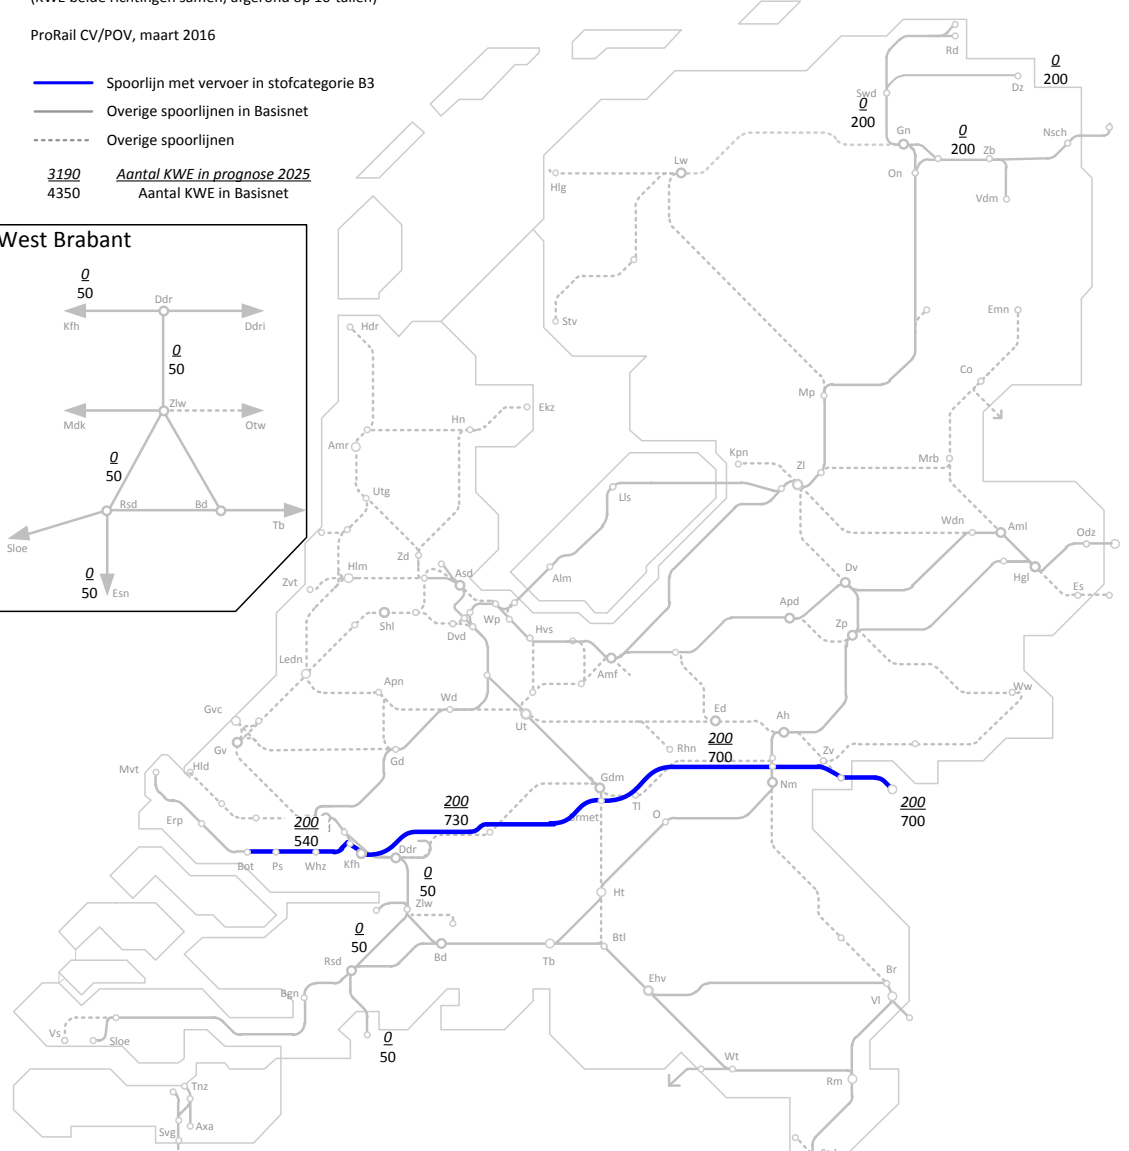 (KWE beide richtingen samen, afgerond op 10-tallen)
ProRail CV/POV, maart 2016
Spoorlijn met vervoer in stofcategorie B3
Overige spoorlijnen in Basisnet
Overige spoorlijnen
3190 Aantal KWE in prognose 2025
4350 Aantal KWE in Basisnet
West Brabant
0
50
Ddr
Kfh
Ddri
0
50
Zlw
Mdk
Otw
0
50
Rsd
Bd
Tb
Sloe
0
50
Esn
Rd
0
200
Dz
Swd
0
200
Gn
0
200
Zb
Nsch
On
Vdm
Lw
Hlg
Stv
Hdr
Emn
Co
Mp
Ekz
Hn
Amr
Kpn
Zl
Mrb
Utg
Lls
Wdn
Aml
Odz
Zd
Asd
Alm
Hlm
Zvt
Dv
Hgl
Es
Shl
Wp
Dvd
Hvs
Apd
Zp
Amf
Ledn
Apn
Wd
Ww
Gvc
Gv
Ut
Ed
Ah
Gd
Rhn
200
700
Zv
Mvt
Hld
Gdm
Nm
Tl
200
700
Erp
200
540
200
730
rmet
O
Bot
Ps
Whz
Kfh
Ddr
0
50
Zlw
Ht
0
50
Btl
Rsd
Bd
Tb
Ehv
Br
Vl
Bgn
Vs
Sloe
0
50
Wt
Rm
Tnz
Svg
Axa